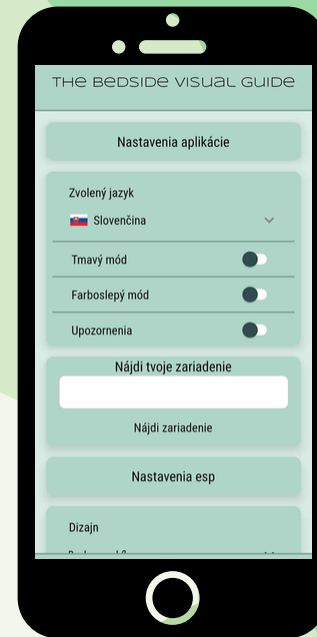 THE BEDSIDE VISUAL GUIDE
Nastavenia aplikácie
Zvolený jazyk
Slovenčina
Tmavý mód
Farboslepý mód
Upozornenia
Nájdi tvoje zariadenie
Nájdi zariadenie
Nastavenia esp
Dizajn